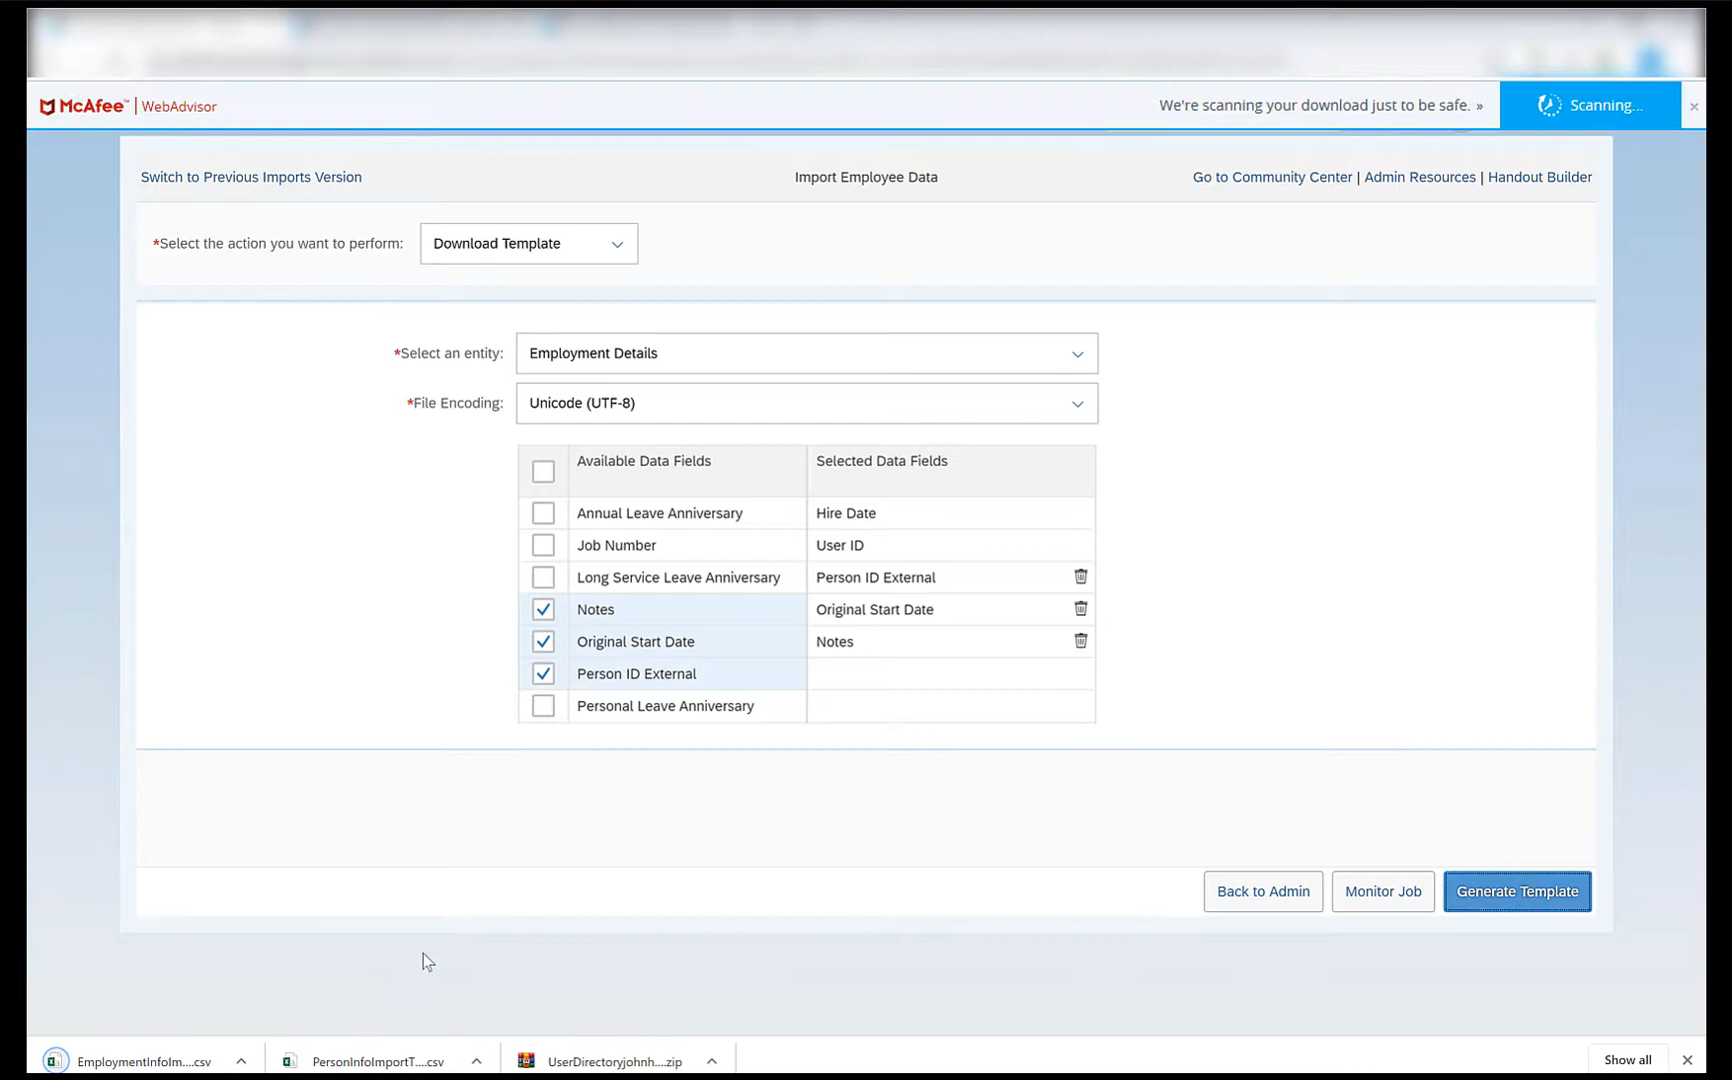 McAfee™ | WebAdvisor
We're scanning your download just to be safe. »
Scanning...
Switch to Previous Imports Version
Import Employee Data
Go to Community Center | Admin Resources | Handout Builder
*Select the action you want to perform:
Download Template
*Select an entity:
Employment Details
*File Encoding:
Unicode (UTF-8)
Available Data Fields
Selected Data Fields
Annual Leave Anniversary
Hire Date
Job Number
User ID
Long Service Leave Anniversary
Person ID External
Notes
Original Start Date
Original Start Date
Notes
Person ID External
Personal Leave Anniversary
Back to Admin
Monitor Job
Generate Template
EmploymentInfoIm....csv
PersonInfoImportT....csv
UserDirectoryjohnh....zip
Show all